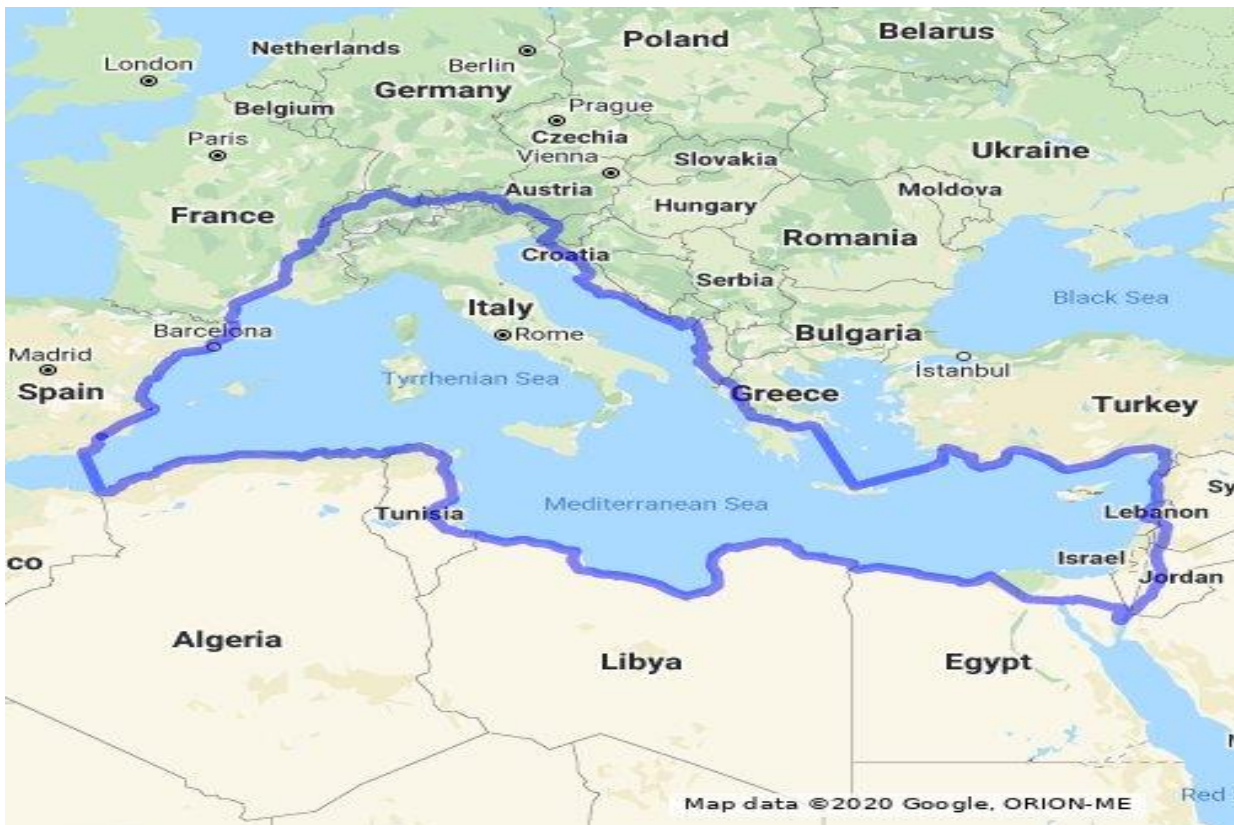 Belarus
Poland
Netherlands
London
Berlin
Germany
Belgium
Prague
Paris
Czechia
Ukraine
Vienna
Slovakia
Austria
Moldova
Hungary
France
Romania
Croatia
Serbia
Black Sea
Italy
Barcelona
Rome
Bulgaria
Madrid
İstanbul
Tyrrhenian Sea
Spain
Greece
Turkey
Sy
Mediterranean Sea
Tunisia
Lebanon
Israel
co
Jordan
Algeria
Libya
Egypt
Red
Map data ©2020 Google, ORION-ME